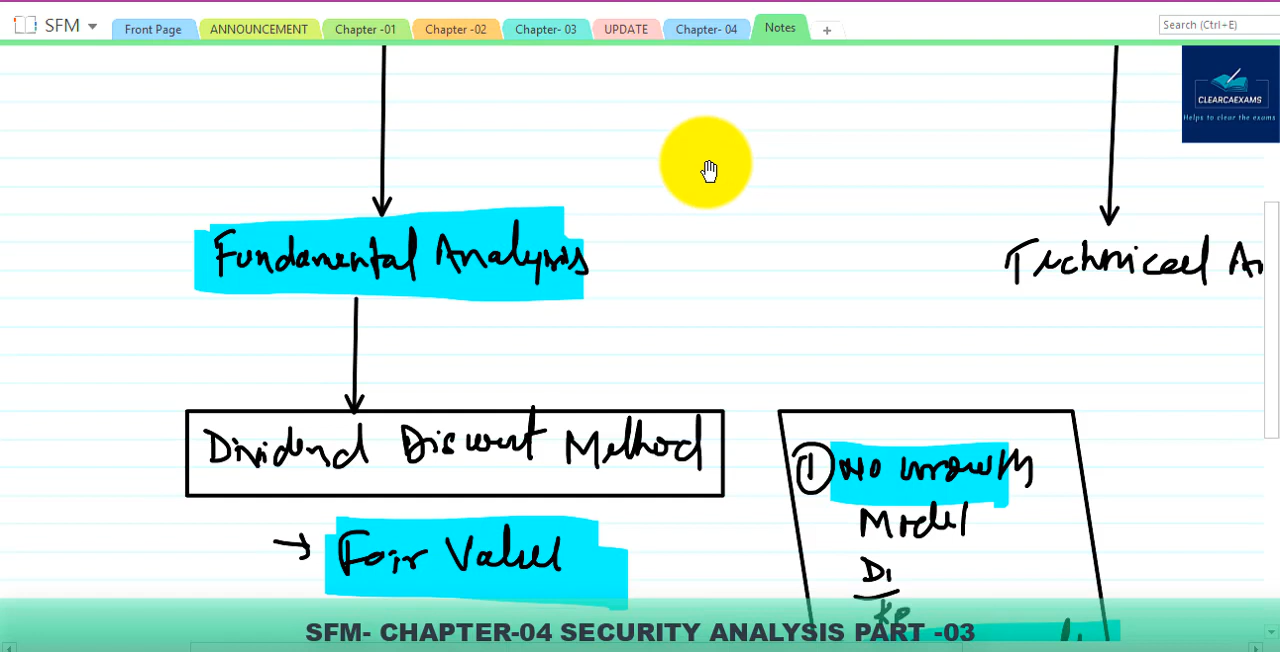 SFM
Front Page
ANNOUNCEMENT
Chapter -01
Chapter -02
Chapter- 03
UPDATE
Chapter- 04
Notes
+
Search (Ctrl+E)
CLEARCAEXAMS
Helps to clear the exams
Fundamental Analysis
Technical An
Dividend Discount Method
① No Growth
Model
→ Fair Value
D1
Ke
SFM- CHAPTER-04 SECURITY ANALYSIS PART -03